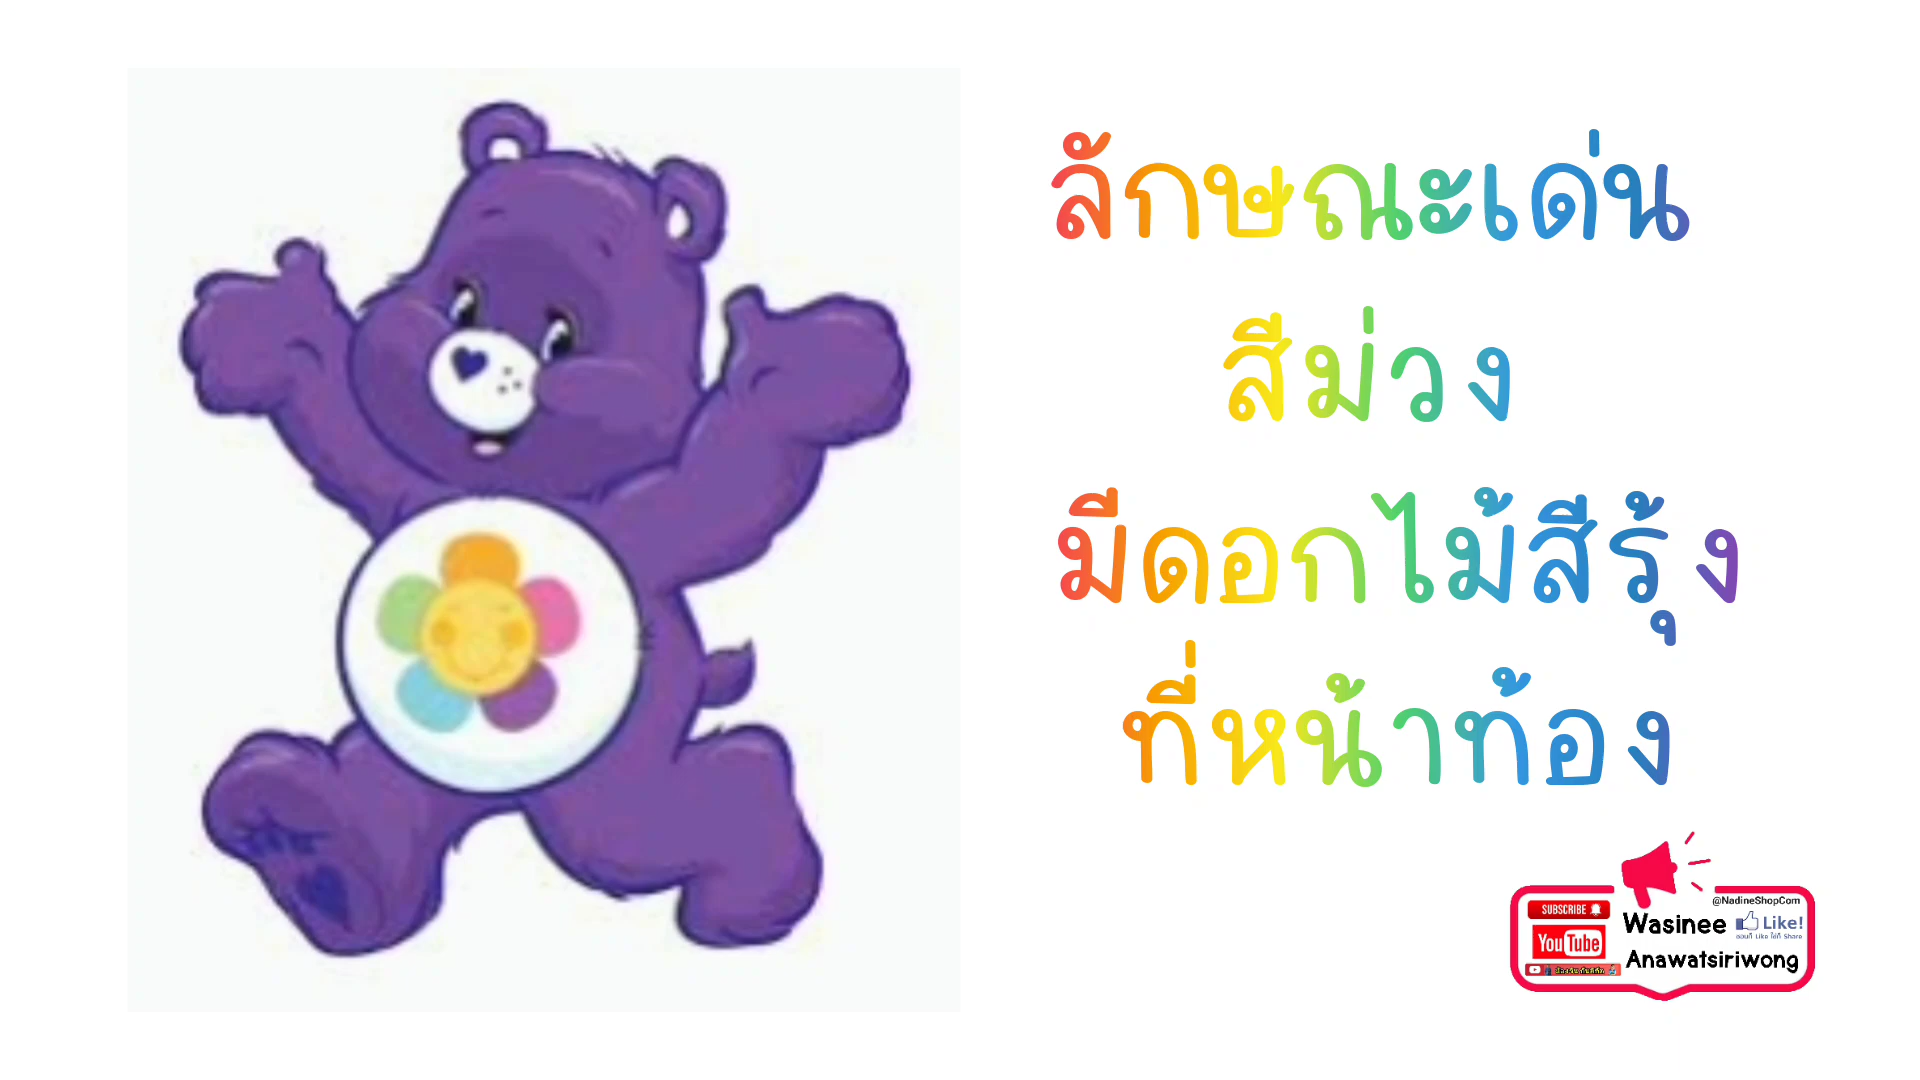 ลักษณะเด่น
สีม่วง
มีดอกไม้สีรุ้ง
ที่หน้าท้อง
@NadineShopCom
SUBSCRIBE
Wasinee
Like!
YouTube
Anawatsiriwong